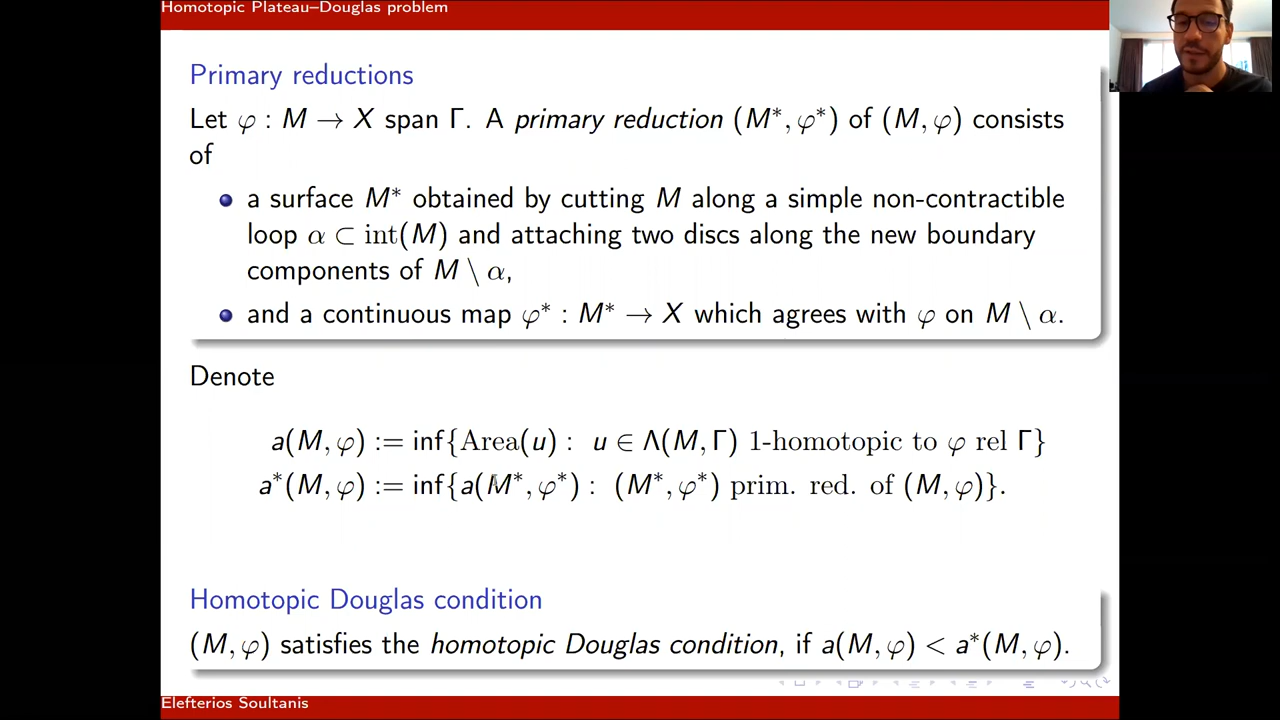 Homotopic Plateau–Douglas problem
Primary reductions
Let φ : M → X span Γ. A primary reduction (M*, φ*) of (M, φ) consists
of
a surface M* obtained by cutting M along a simple non-contractible
loop α ⊂ int(M) and attaching two discs along the new boundary
components of M \ α,
and a continuous map φ* : M* → X which agrees with φ on M \ α.
Denote
a(M, φ) := inf{Area(u) : u ∈ Λ(M, Γ) 1-homotopic to φ rel Γ}
a*(M, φ) := inf{a(M*, φ*) : (M*, φ*) prim. red. of (M, φ)}.
Homotopic Douglas condition
(M, φ) satisfies the homotopic Douglas condition, if a(M, φ) < a*(M, φ).
Elefterios Soultanis